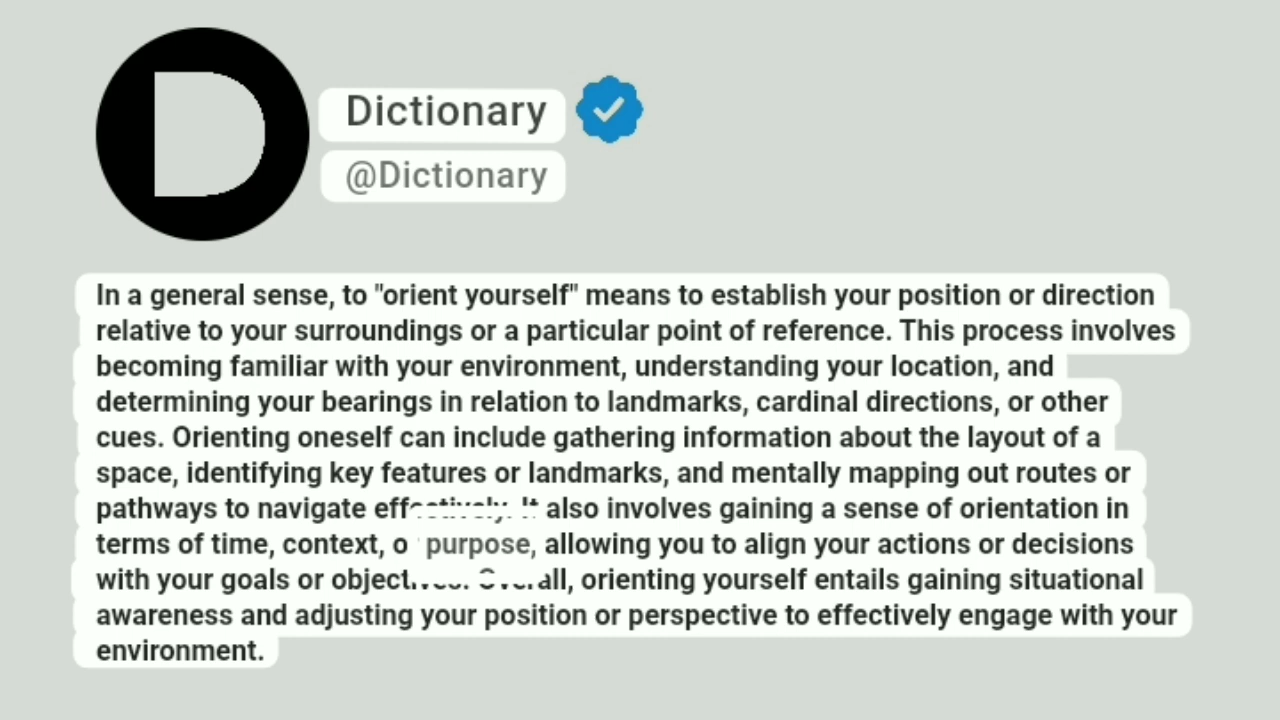 D
Dictionary
@Dictionary
In a general sense, to "orient yourself" means to establish your position or direction
relative to your surroundings or a particular point of reference. This process involves
becoming familiar with your environment, understanding your location, and
determining your bearings in relation to landmarks, cardinal directions, or other
cues. Orienting oneself can include gathering information about the layout of a
space, identifying key features or landmarks, and mentally mapping out routes or
pathways to navigate effectively. It also involves gaining a sense of orientation in
terms of time, context, o purpose, allowing you to align your actions or decisions
with your goals or objectives. Overall, orienting yourself entails gaining situational
awareness and adjusting your position or perspective to effectively engage with your
environment.